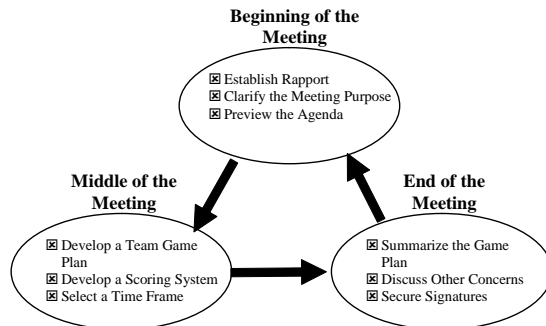 Beginning of the
Meeting
☒ Establish Rapport
☒ Clarify the Meeting Purpose
☒ Preview the Agenda
Middle of the
Meeting
☒ Develop a Team Game
Plan
☒ Develop a Scoring System
☒ Select a Time Frame
End of the
Meeting
☒ Summarize the Game
Plan
☒ Discuss Other Concerns
☒ Secure Signatures